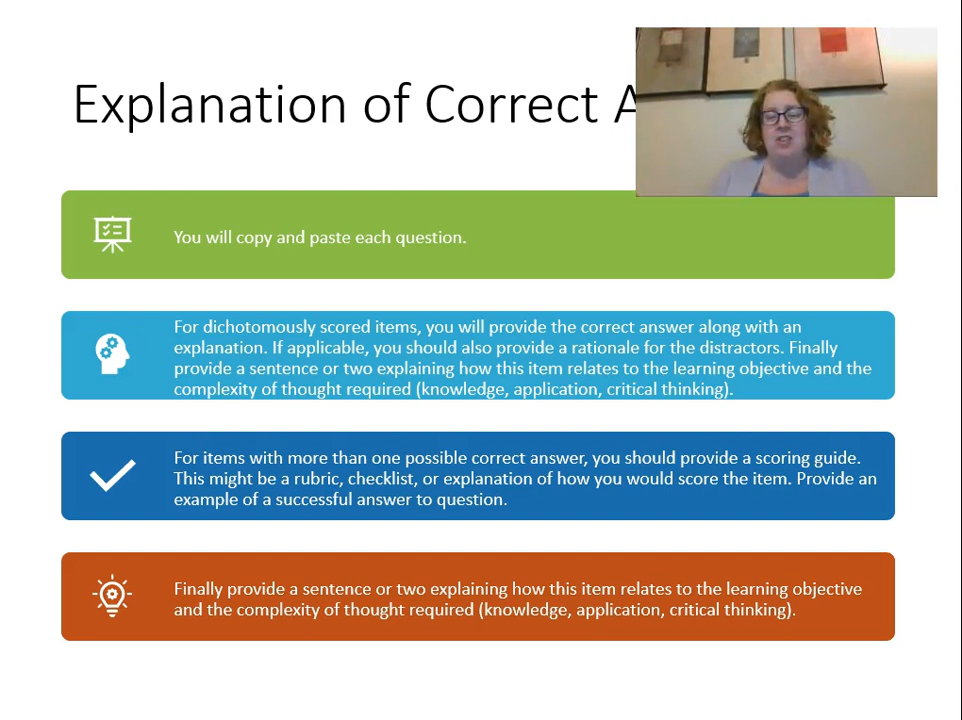 Explanation of Correct
You will copy and paste each question.
For dichotomously scored items, you will provide the correct answer along with an
explanation. If applicable, you should also provide a rationale for the distractors. Finally
provide a sentence or two explaining how this item relates to the learning objective and the
complexity of thought required (knowledge, application, critical thinking).
For items with more than one possible correct answer, you should provide a scoring guide.
This might be a rubric, checklist, or explanation of how you would score the item. Provide an
example of a successful answer to question.
Finally provide a sentence or two explaining how this item relates to the learning objective
and the complexity of thought required (knowledge, application, critical thinking).